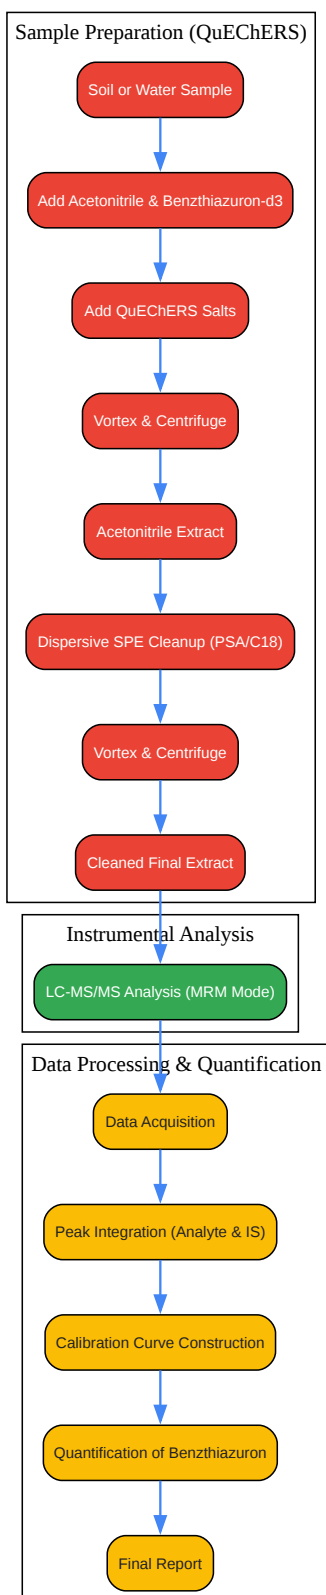 Sample Preparation (QuEChERS)
Soil or Water Sample
Add Acetonitrile & Benzthiazuron-d3
Add QuEChERS Salts
Vortex & Centrifuge
Acetonitrile Extract
Dispersive SPE Cleanup (PSA/C18)
Vortex & Centrifuge
Cleaned Final Extract
Instrumental Analysis
LC-MS/MS Analysis (MRM Mode)
Data Processing & Quantification
Data Acquisition
Peak Integration (Analyte & IS)
Calibration Curve Construction
Quantification of Benzthiazuron
Final Report